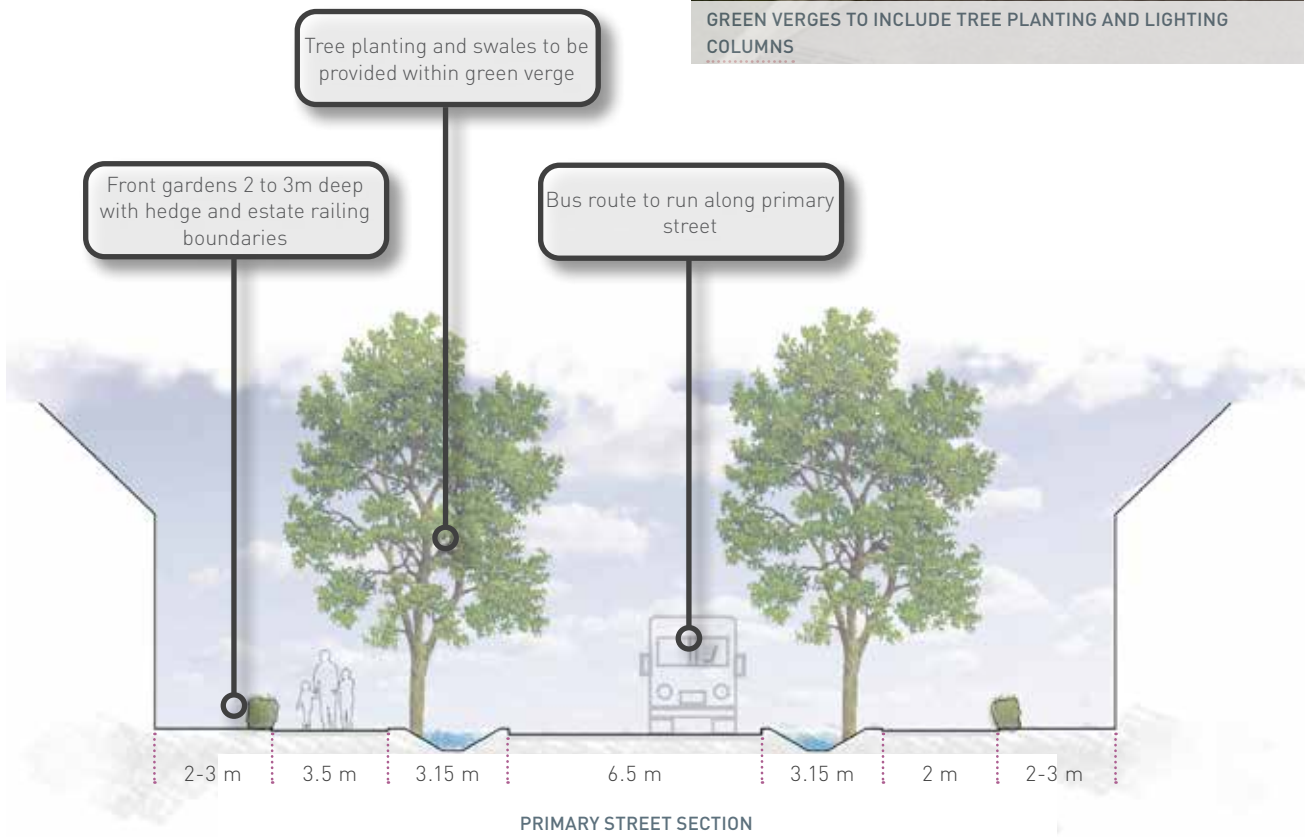 GREEN VERGES TO INCLUDE TREE PLANTING AND LIGHTING
COLUMNS
Tree planting and swales to be
provided within green verge
Front gardens 2 to 3m deep
with hedge and estate railing
boundaries
Bus route to run along primary
street
2-3 m
3.5 m
3.15 m
6.5 m
3.15 m
2 m
2-3 m
PRIMARY STREET SECTION